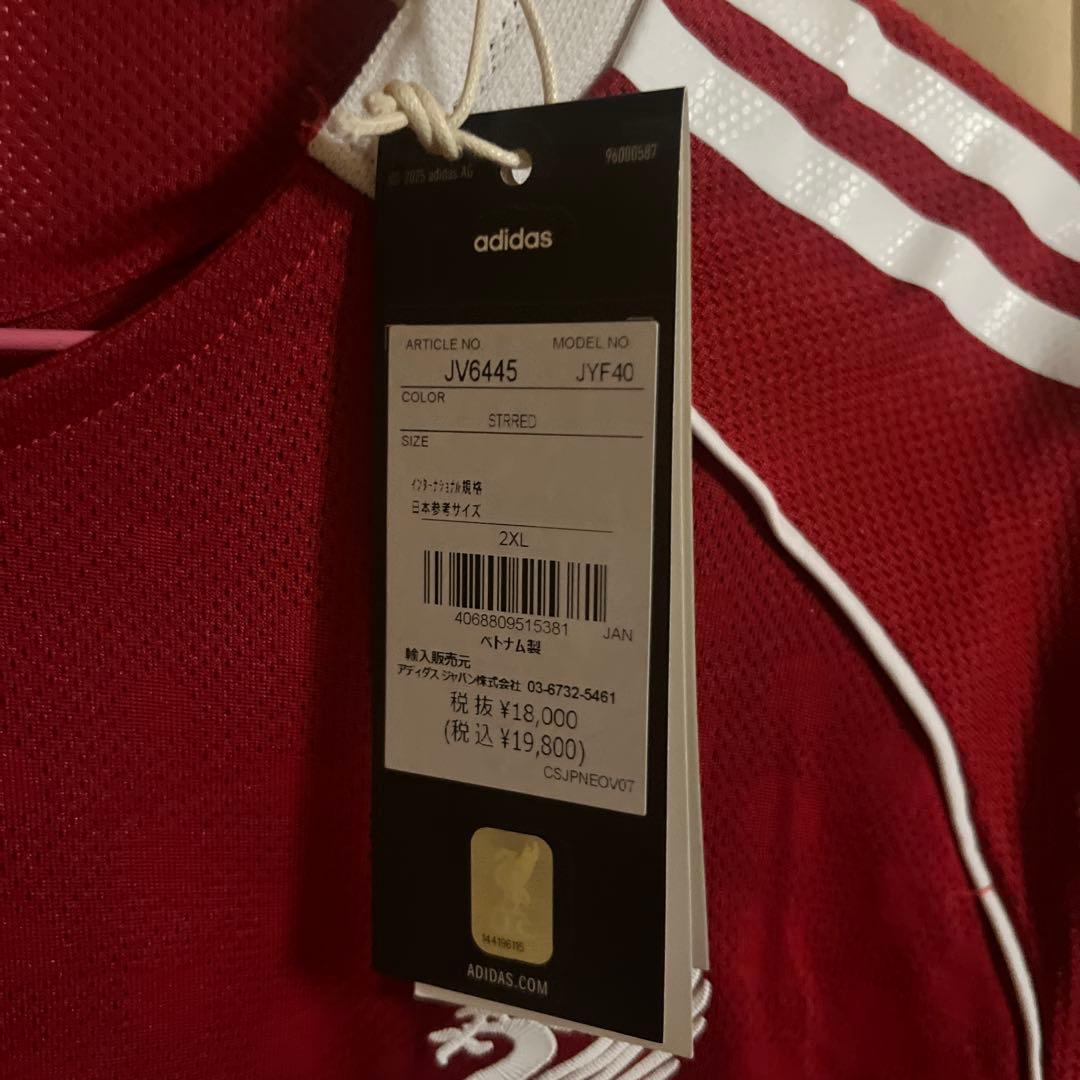 © 2025 adidas AG
96000587
adidas
ARTICLE NO. MODEL NO.
JV6445 JYF40
COLOR
STRRED
SIZE
インターナショナル規格
日本参考サイズ
2XL
4068809515381 JAN
ベトナム製
輸入販売元
アディダス ジャパン株式会社 03-6732-5461
税 抜 ¥18,000
(税 込 ¥19,800)
CSJPNEOV07
144196115
ADIDAS.COM